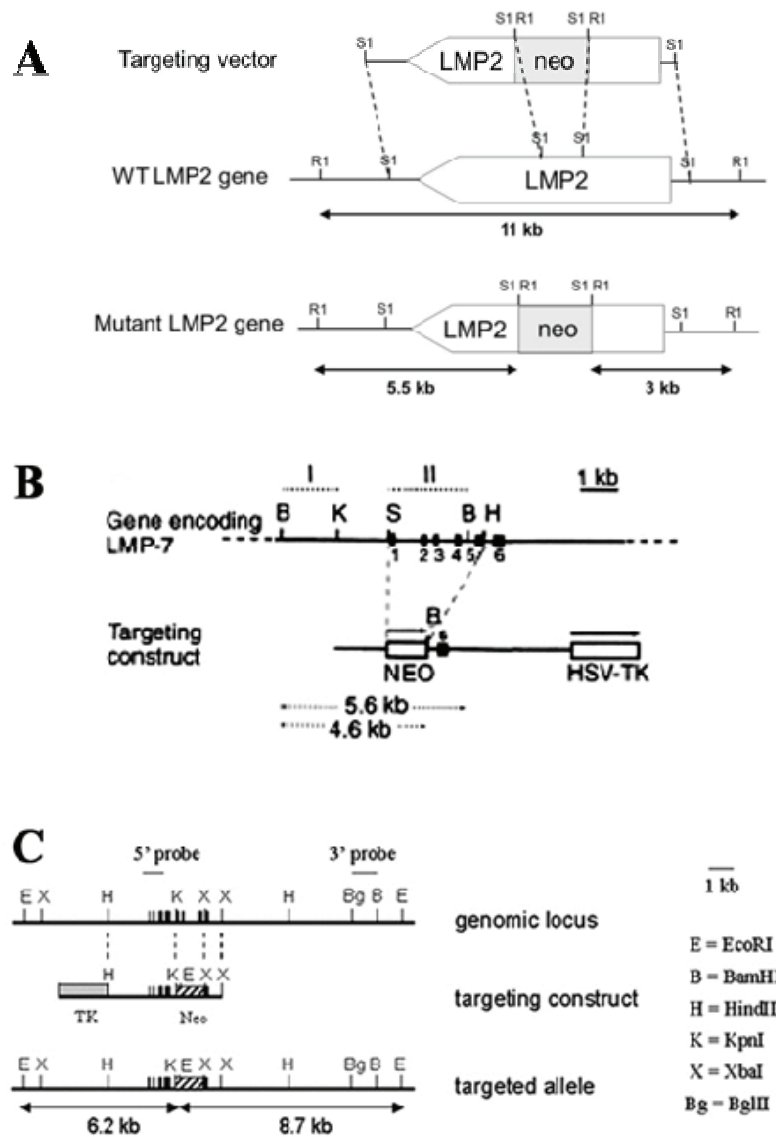 A
S1 R1 S1 RI
Targeting vector
S1 LMP2 neo S1
S1 S1
WT LMP2 gene
R1 S1 LMP2 SI R1
11 kb
S1 R1 S1 R1
Mutant LMP2 gene
R1 S1 LMP2 neo S1 R1
5.5 kb 3 kb
B
I II 1 kb
B K S B H
Gene encoding
LMP-7
1 2 3 4 5 6
B
Targeting
construct
NEO HSV-TK
5.6 kb
4.6 kb
C
5' probe 3' probe
1 kb
E X H K X X H Bg B E
genomic locus
E = EcoRI
H K E X X
B = BamHI
targeting construct
TK Neo
H = HindII
K = KpnI
E X H K E X X H Bg B E
X = XbaI
targeted allele
Bg = BglII
6.2 kb 8.7 kb